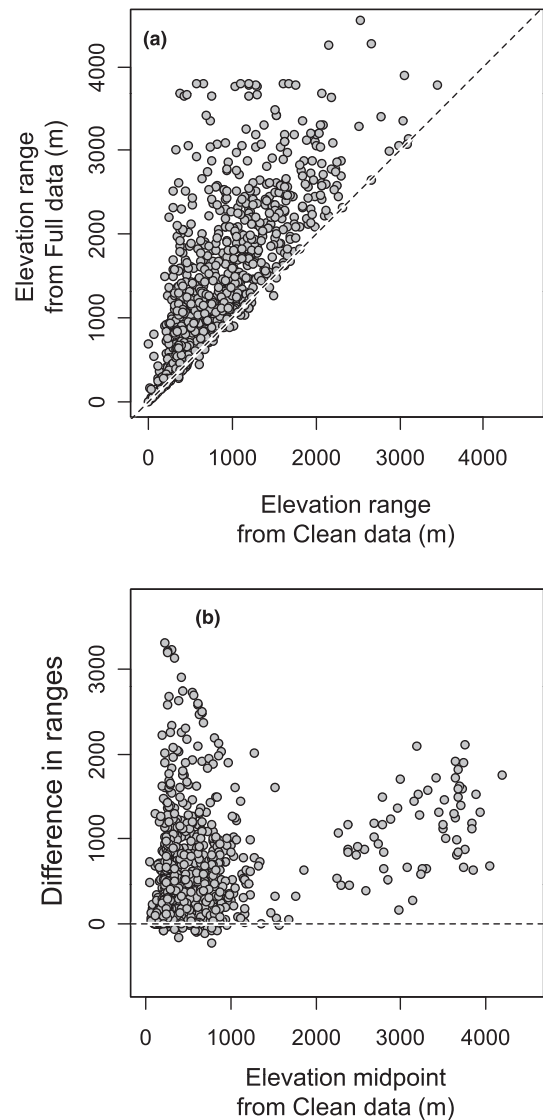 (a)
4000
3000
2000
1000
0
Elevation range
from Full data (m)
0 1000 2000 3000 4000
Elevation range
from Clean data (m)
(b)
3000
2000
1000
0
Difference in ranges
0 1000 2000 3000 4000
Elevation midpoint
from Clean data (m)